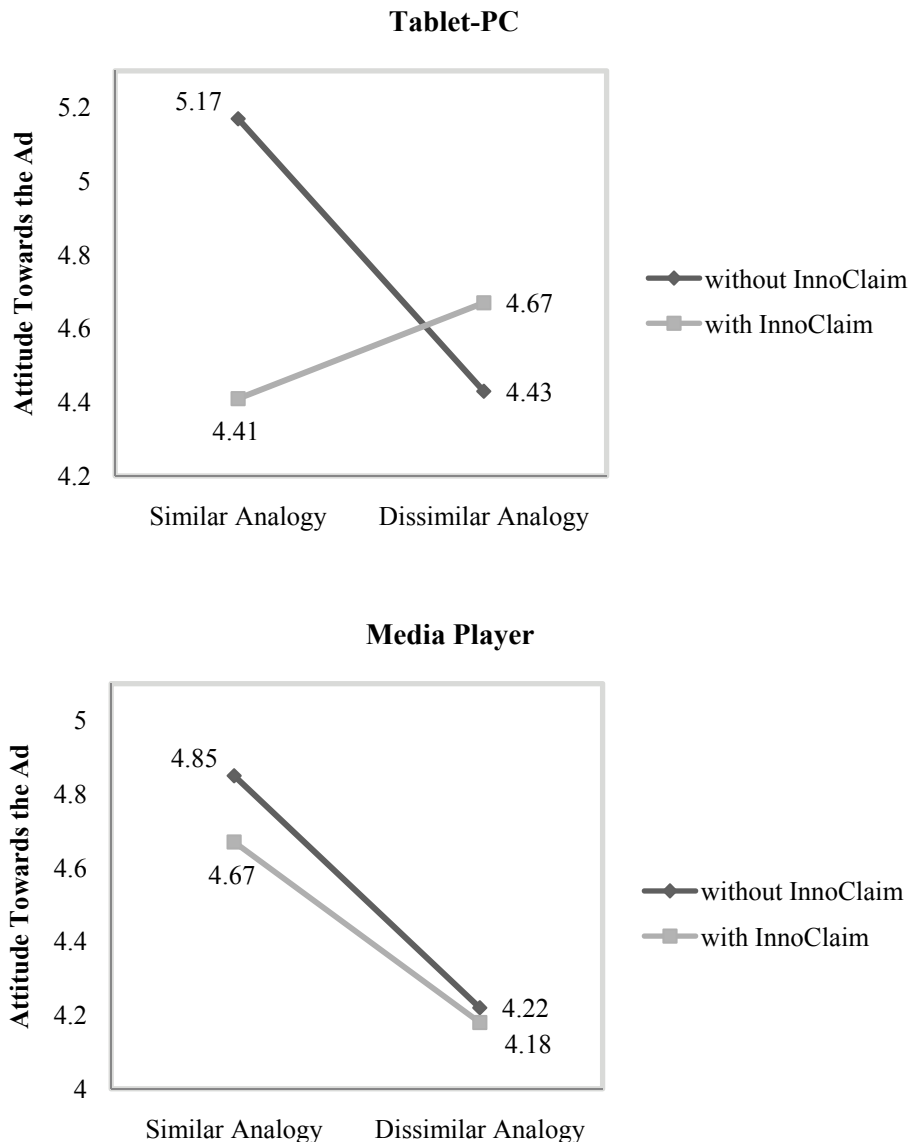 Tablet-PC
Attitude Towards the Ad
5.2
5
4.8
4.6
4.4
4.2
5.17
4.41
4.67
4.43
Similar Analogy
Dissimilar Analogy
without InnoClaim
with InnoClaim
Media Player
Attitude Towards the Ad
5
4.8
4.6
4.4
4.2
4
4.85
4.67
4.22
4.18
Similar Analogy
Dissimilar Analogy
without InnoClaim
with InnoClaim